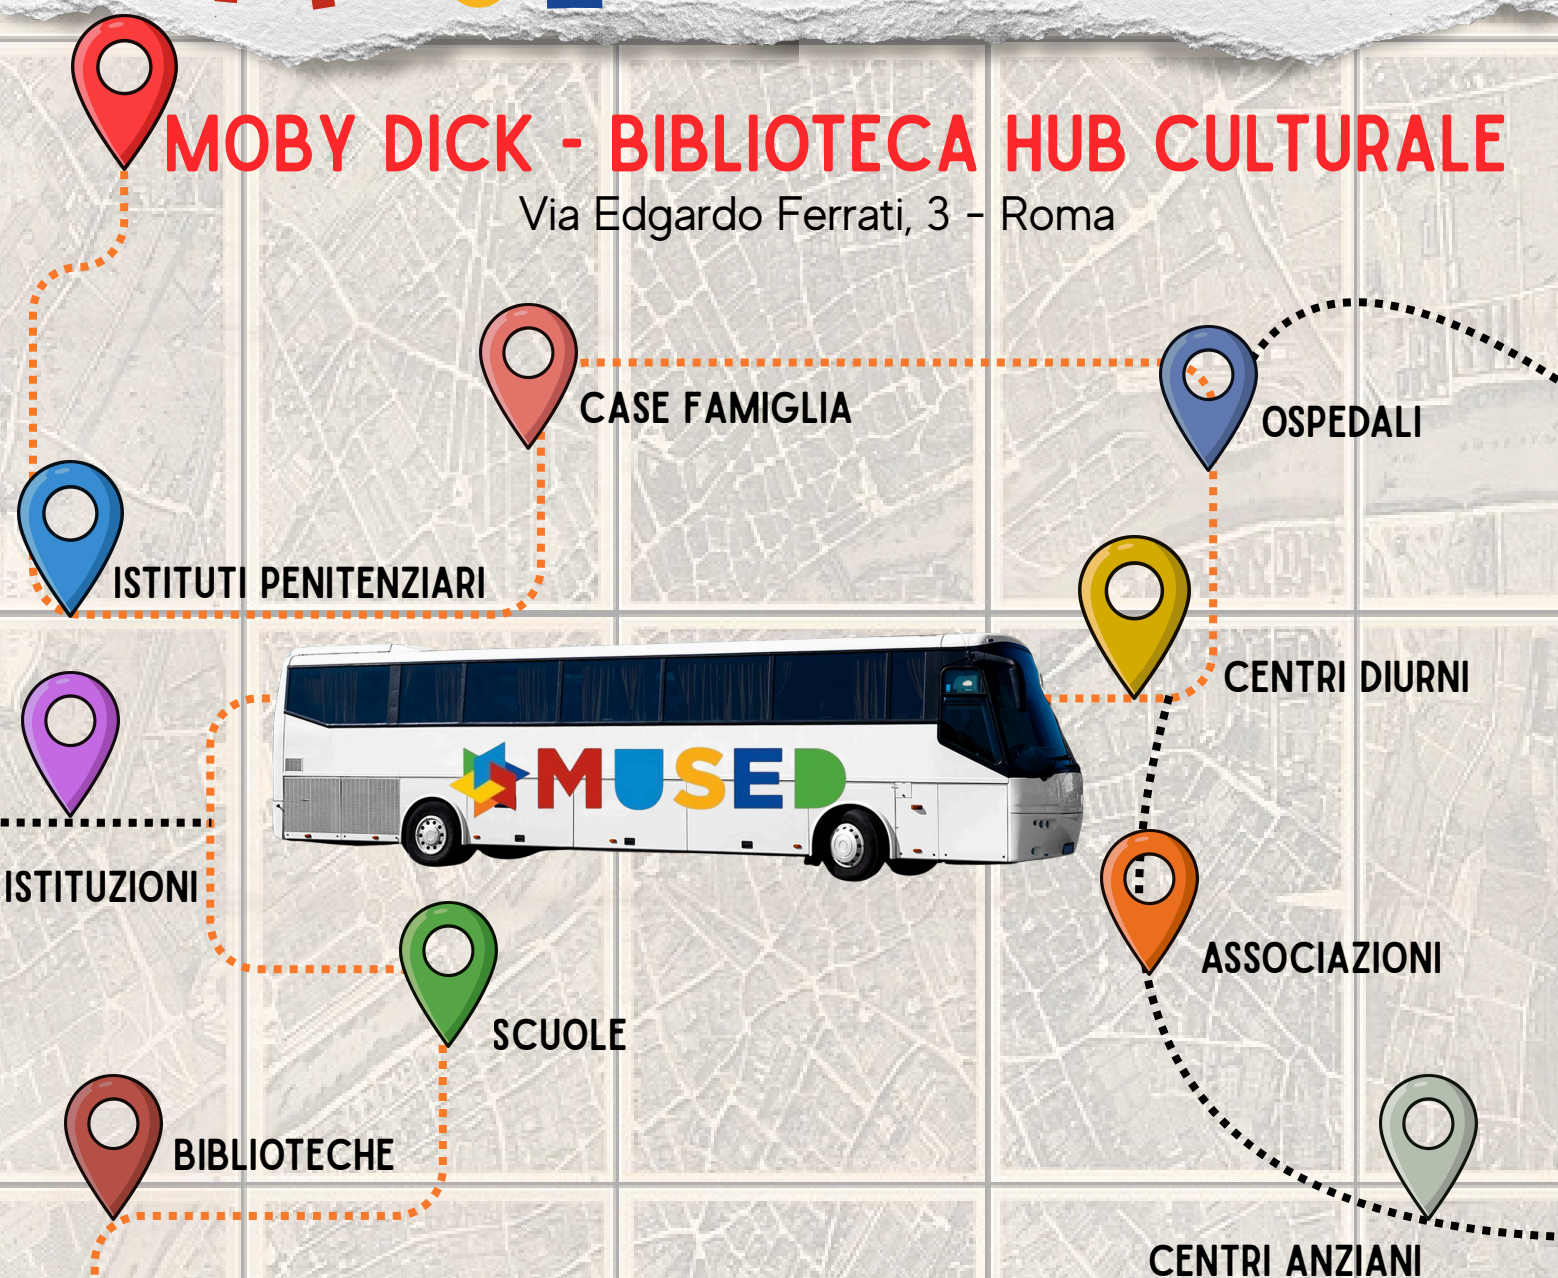 MOBY DICK - BIBLIOTECA HUB CULTURALE
Via Edgardo Ferrati, 3 - Roma
CASE FAMIGLIA
OSPEDALI
ISTITUTI PENITENZIARI
CENTRI DIURNI
MUSED
ISTITUZIONI
ASSOCIAZIONI
SCUOLE
BIBLIOTECHE
CENTRI ANZIANI